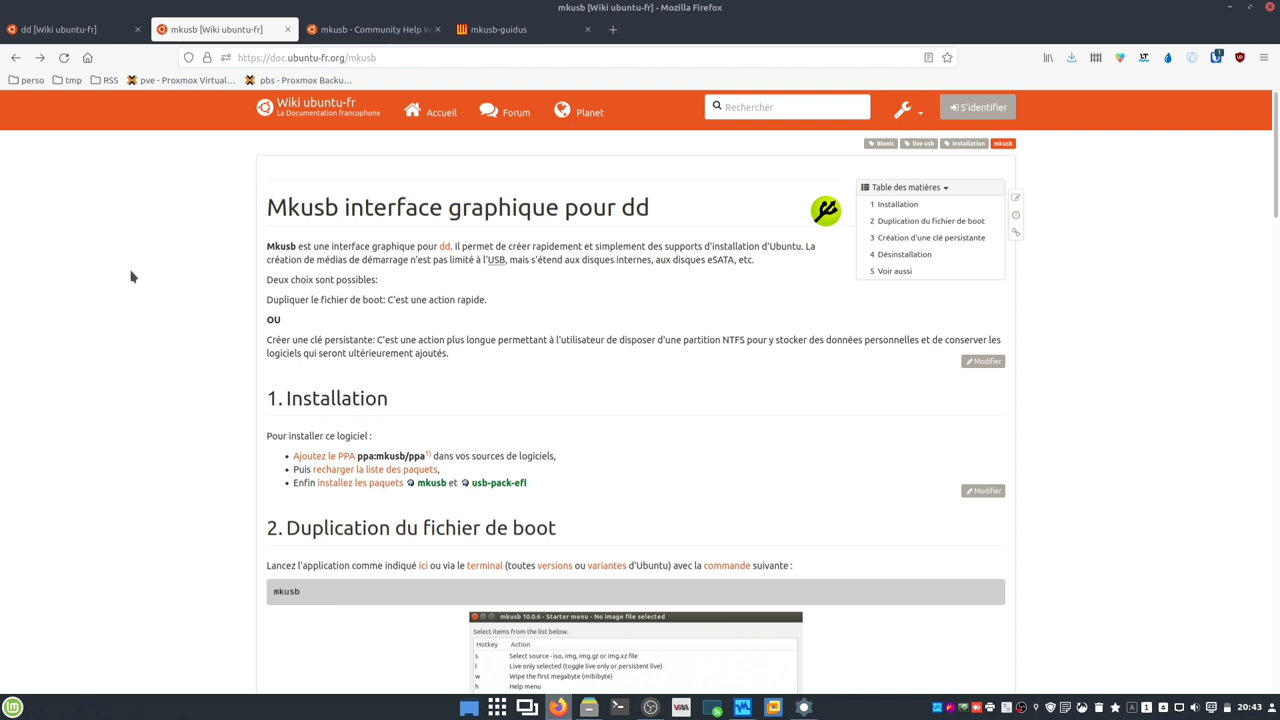 mkusb [Wiki ubuntu-fr] - Mozilla Firefox
dd [Wiki ubuntu-fr]
mkusb [Wiki ubuntu-fr]
mkusb - Community Help W
mkusb-guidus
https://doc.ubuntu-fr.org/mkusb
perso
tmp
RSS
pve - Proxmox Virtual…
pbs - Proxmox Backu…
Wiki ubuntu-fr
La Documentation francophone
Accueil
Forum
Planet
Rechercher
S'identifier
Bionic
live usb
installation
mkusb
Table des matières
1 Installation
2 Duplication du fichier de boot
3 Création d'une clé persistante
4 Désinstallation
5 Voir aussi
Mkusb interface graphique pour dd
Mkusb est une interface graphique pour dd. Il permet de créer rapidement et simplement des supports d'installation d'Ubuntu. La
création de médias de démarrage n'est pas limité à l'USB, mais s'étend aux disques internes, aux disques eSATA, etc.
Deux choix sont possibles:
Dupliquer le fichier de boot: C'est une action rapide.
OU
Créer une clé persistante: C'est une action plus longue permettant à l'utilisateur de disposer d'une partition NTFS pour y stocker des données personnelles et de conserver les
logiciels qui seront ultérieurement ajoutés.
Modifier
1. Installation
Pour installer ce logiciel :
Ajoutez le PPA ppa:mkusb/ppa1) dans vos sources de logiciels,
Puis recharger la liste des paquets,
Enfin installez les paquets mkusb et usb-pack-efi
Modifier
2. Duplication du fichier de boot
Lancez l'application comme indiqué ici ou via le terminal (toutes versions ou variantes d'Ubuntu) avec la commande suivante :
mkusb
mkusb 10.0.6 - Starter menu - No Image file selected
Select items from the list below.
Hotkey Action
s Select source - iso, img, img.gz or img.xz file
l Live only selected (toggle live only or persistent live)
w Wipe the first megabyte (mibibyte)
h Help menu
20:43